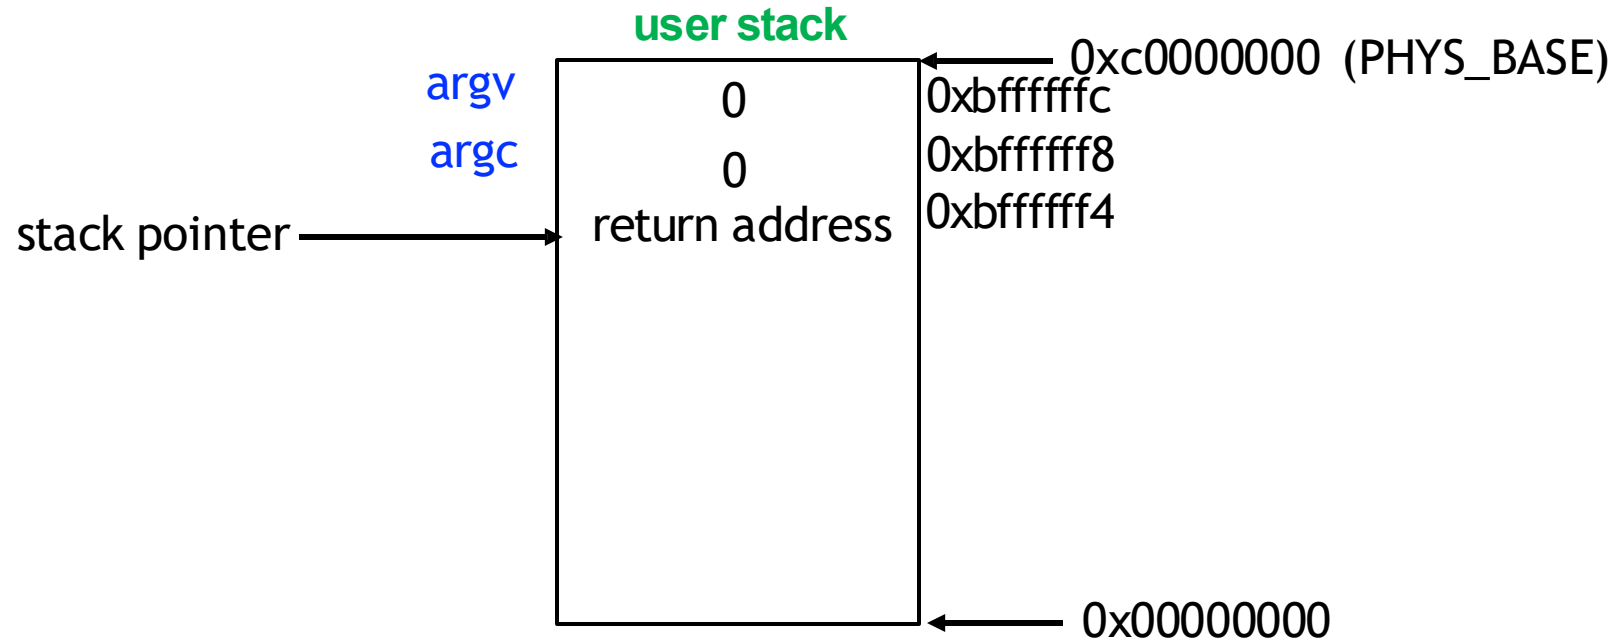 user stack
0xc0000000 (PHYS_BASE)
argv 0 0xbffffffc
argc 0 0xbffffff8
return address 0xbffffff4
stack pointer
0x00000000